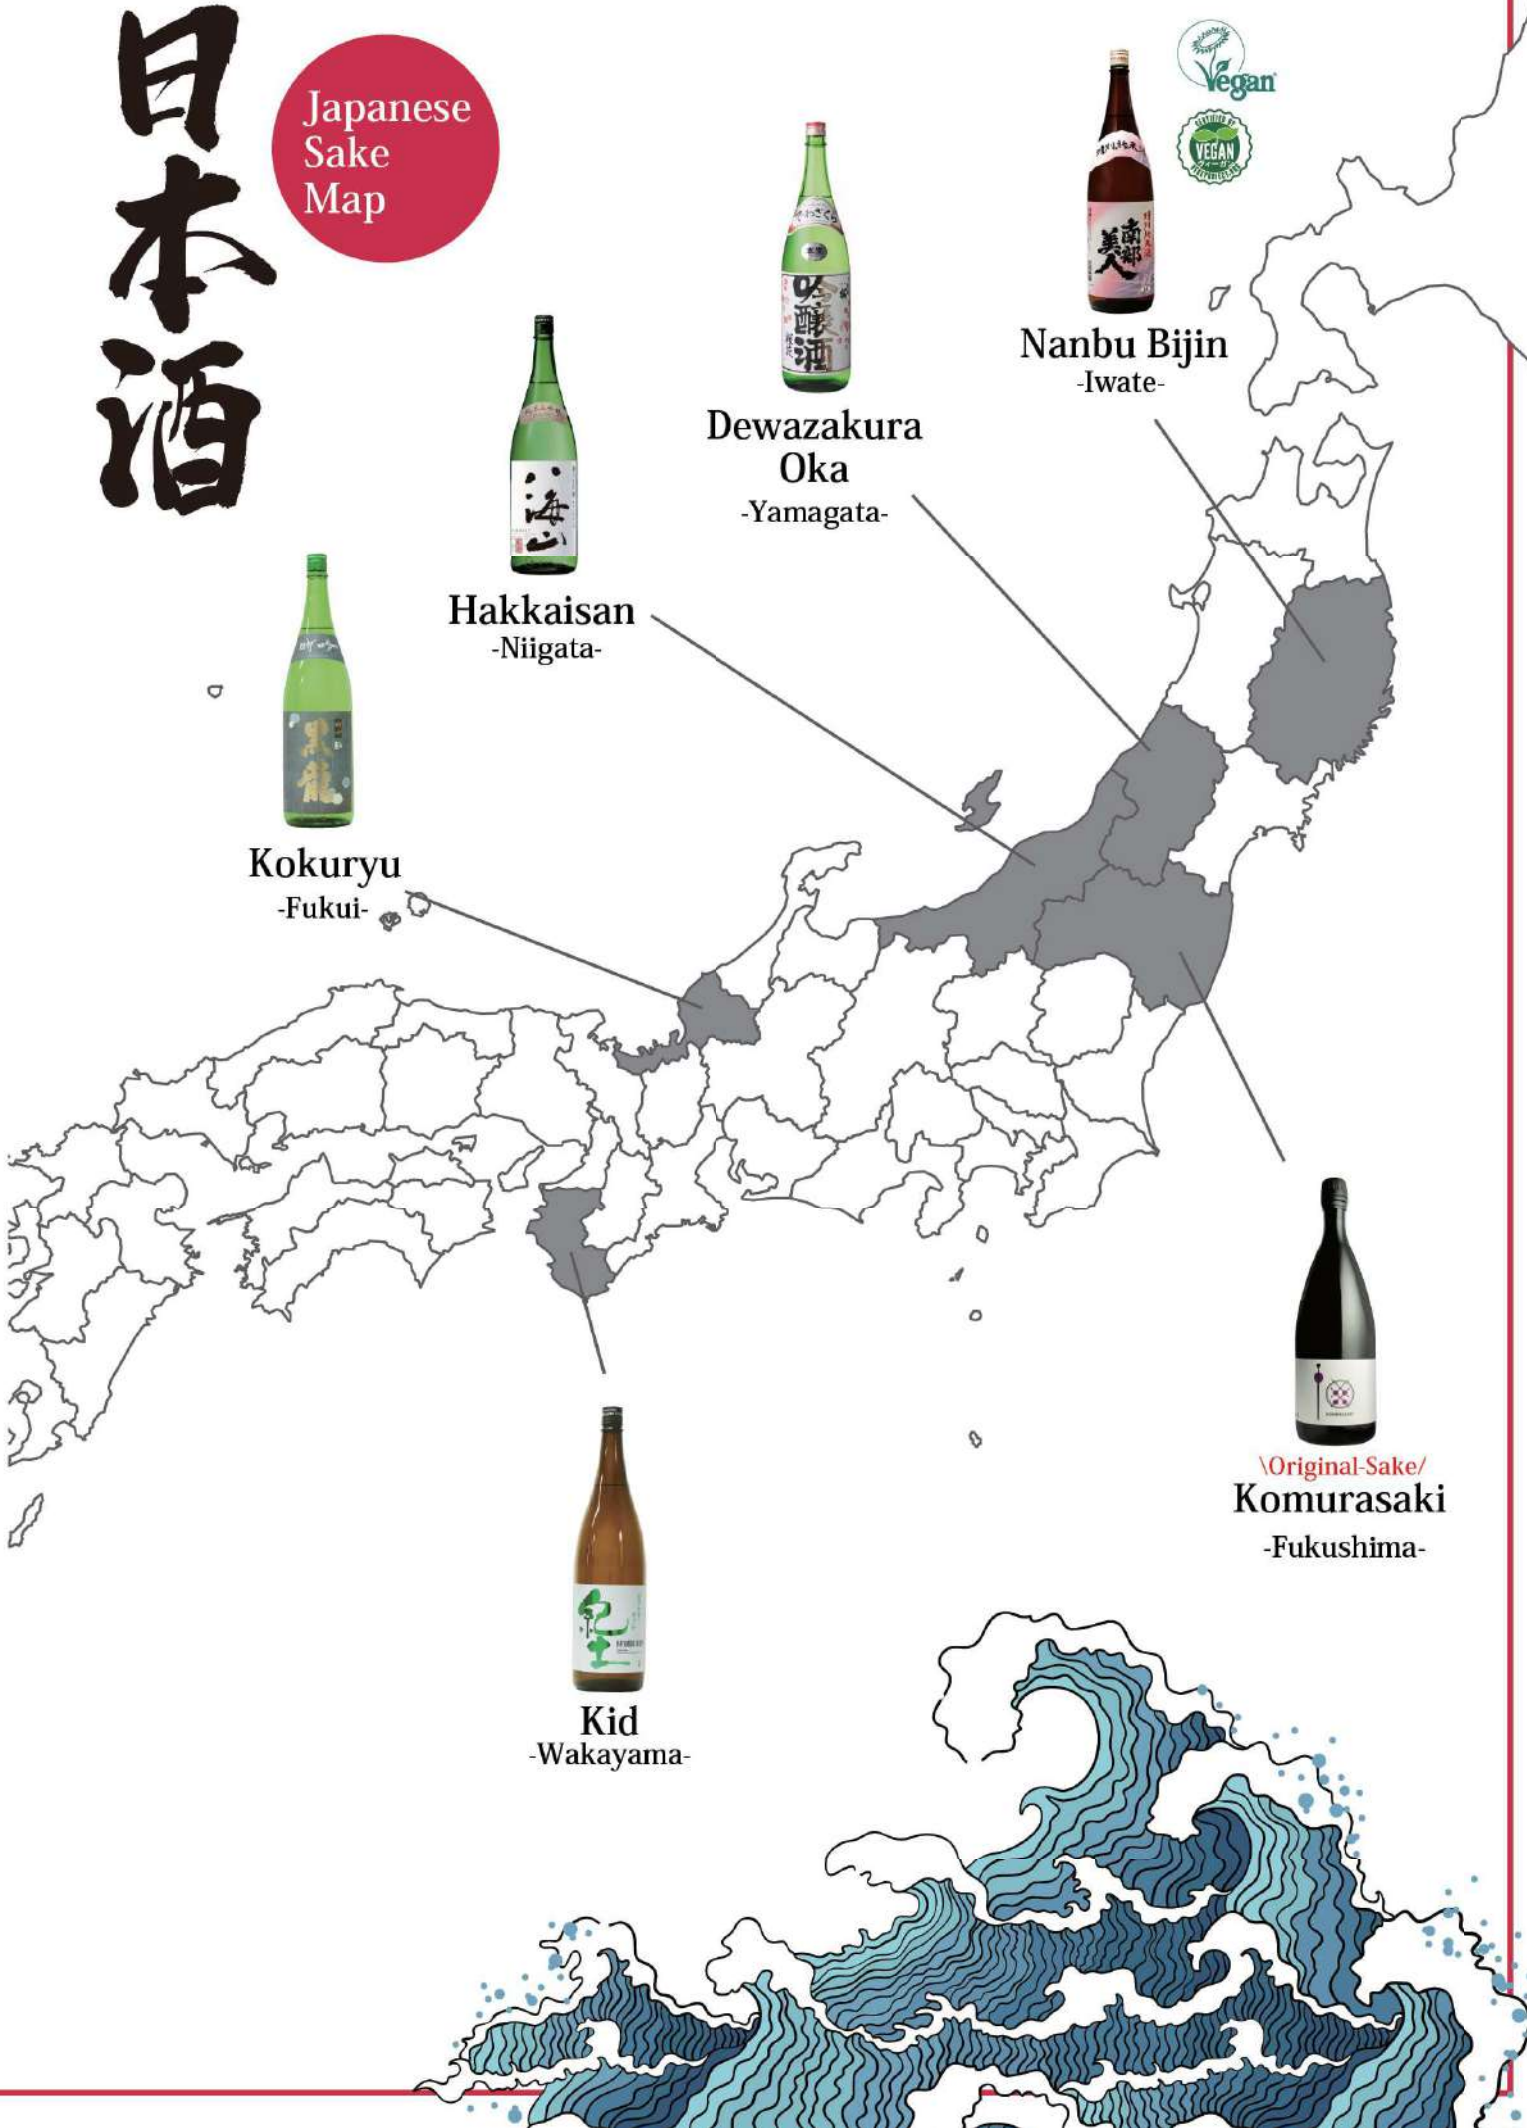 日本酒
Japanese
Sake
Map
Vegan
VEGAN
南部
美人
Nanbu Bijin
-Iwate-
吟醸酒
Dewazakura
Oka
-Yamagata-
八海山
Hakkaisan
-Niigata-
黒龍
Kokuryu
-Fukui-
紀土
Kid
-Wakayama-
\Original-Sake/
Komurasaki
-Fukushima-